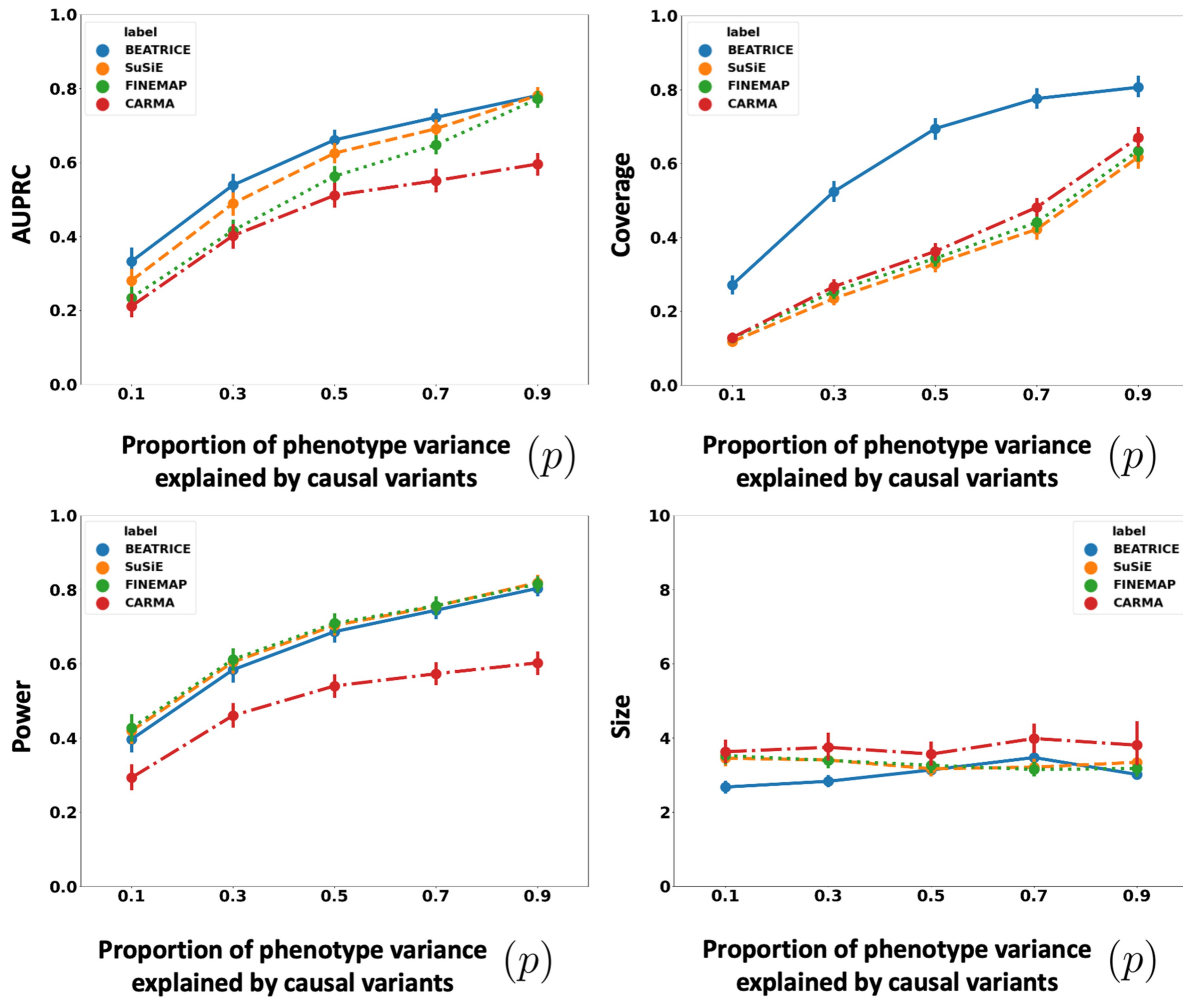 1.0
0.8
0.6
0.4
0.2
0.0
AUPRC
label
BEATRICE
SuSiE
FINEMAP
CARMA
0.1 0.3 0.5 0.7 0.9
Proportion of phenotype variance
explained by causal variants
(p)
1.0
0.8
0.6
0.4
0.2
0.0
Coverage
label
BEATRICE
SuSiE
FINEMAP
CARMA
0.1 0.3 0.5 0.7 0.9
Proportion of phenotype variance
explained by causal variants
(p)
1.0
0.8
0.6
0.4
0.2
0.0
Power
label
BEATRICE
SuSiE
FINEMAP
CARMA
0.1 0.3 0.5 0.7 0.9
Proportion of phenotype variance
explained by causal variants
(p)
10
8
6
4
2
0
Size
label
BEATRICE
SuSiE
FINEMAP
CARMA
0.1 0.3 0.5 0.7 0.9
Proportion of phenotype variance
explained by causal variants
(p)